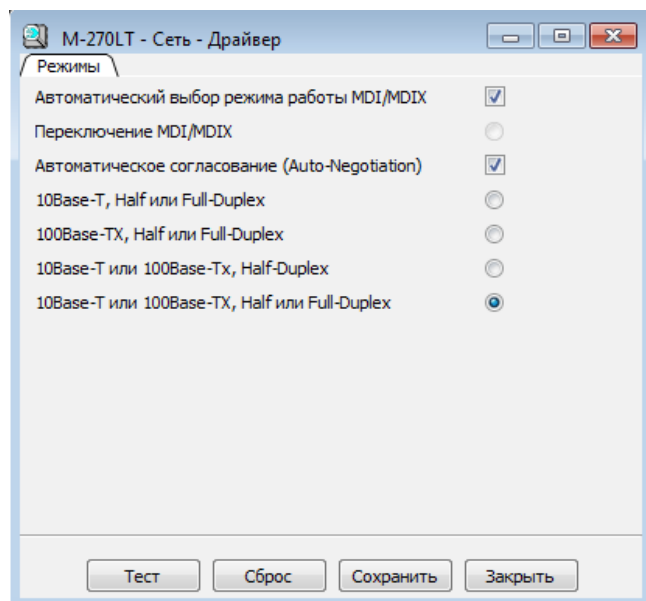 M-270LT - Сеть - Драйвер
Режимы
Автоматический выбор режима работы MDI/MDIX
Переключение MDI/MDIX
Автоматическое согласование (Auto-Negotiation)
10Base-T, Half или Full-Duplex
100Base-TX, Half или Full-Duplex
10Base-T или 100Base-Tx, Half-Duplex
10Base-T или 100Base-TX, Half или Full-Duplex
Тест Сброс Сохранить Закрыть